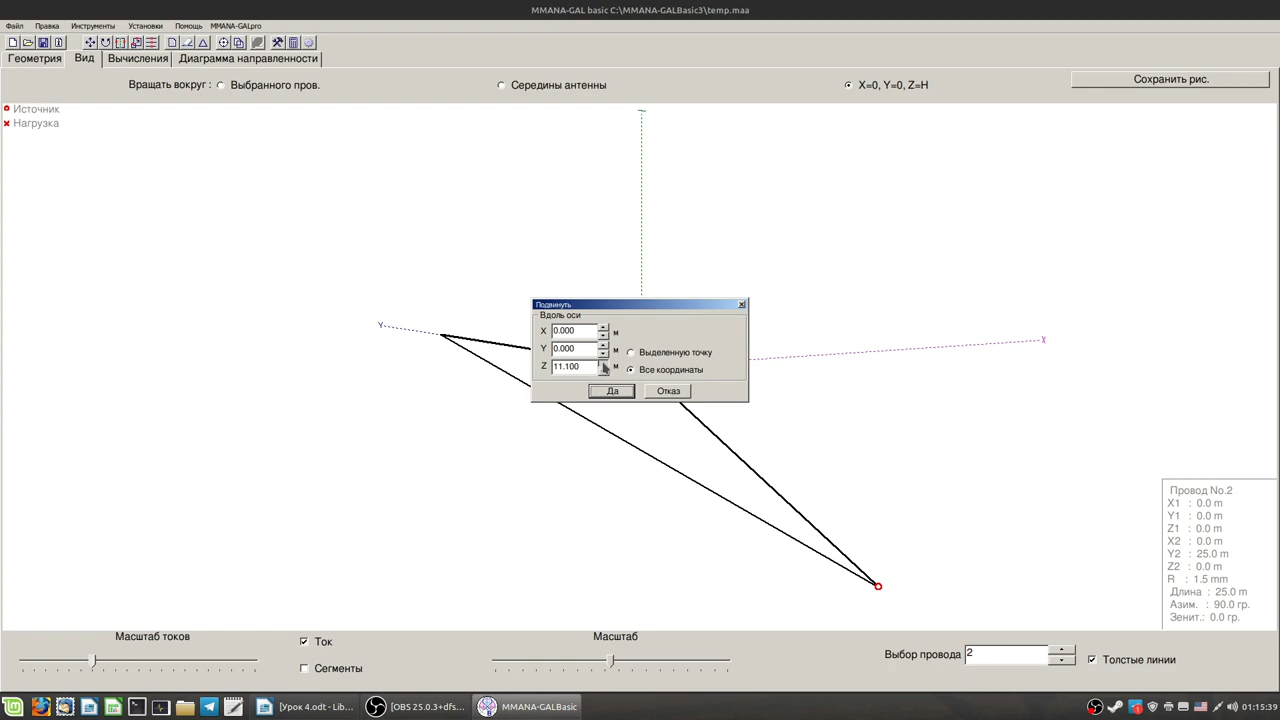 MMANA-GAL basic C:\MMANA-GALBasic3\temp.maa
Файл Правка Инструменты Установки Помощь MMANA-GALpro
Геометрия Вид Вычисления Диаграмма направленности
Вращать вокруг : Выбранного пров. Середины антенны X=0, Y=0, Z=H Сохранить рис.
Источник
Нагрузка
Подвинуть
Вдоль оси
X 0.000 м
Y 0.000 м Выделенную точку
Z 11.100 м Все координаты
Да Отказ
Y
X
Провод No.2
X1 : 0.0 m
Y1 : 0.0 m
Z1 : 0.0 m
X2 : 0.0 m
Y2 : 25.0 m
Z2 : 0.0 m
R : 1.5 mm
Длина : 25.0 m
Азим. : 90.0 гр.
Зенит.: 0.0 гр.
Масштаб токов Ток Масштаб
Сегменты Выбор провода 2 Толстые линии
[Урок 4.odt - Lib... [OBS 25.0.3+dfs... MMANA-GALBasic 01:15:39